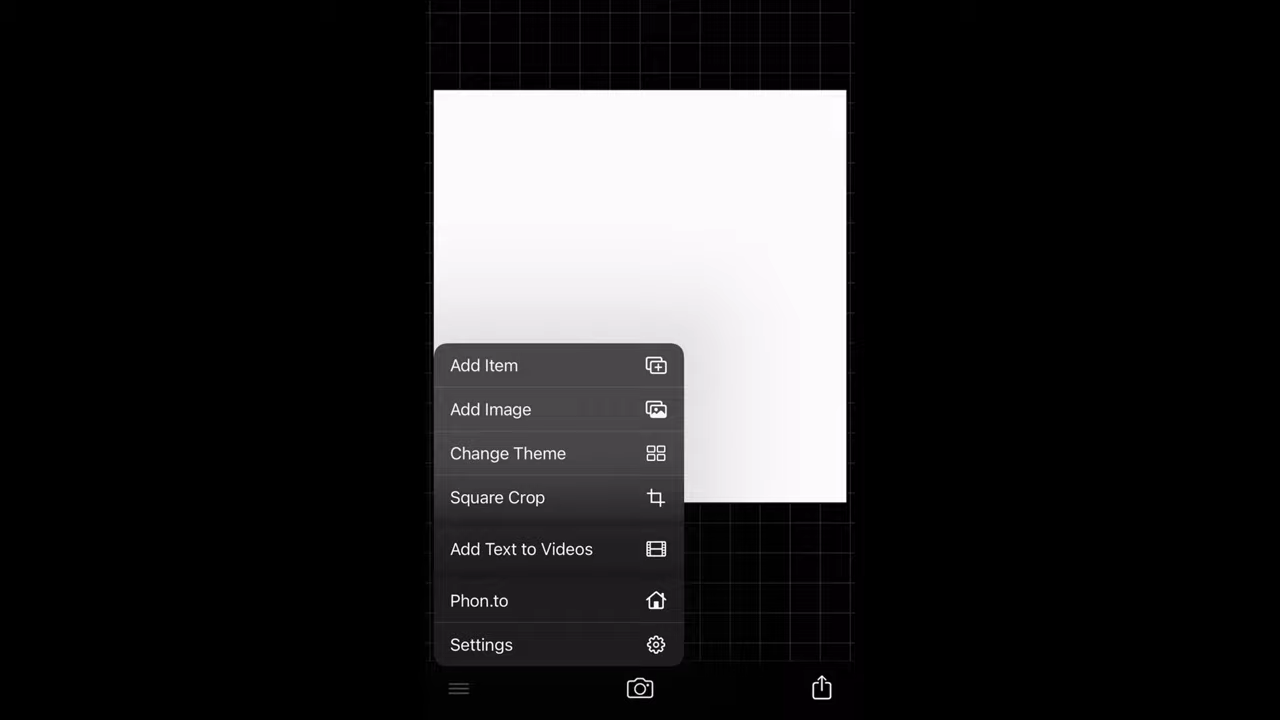 Add Item
Add Image
Change Theme
Square Crop
Add Text to Videos
Phon.to
Settings